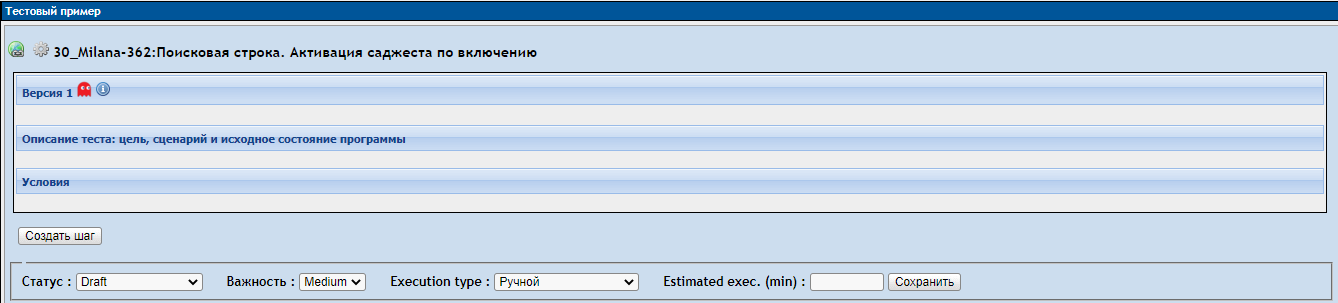 Тестовый пример
30_Milana-362:Поисковая строка. Активация саджеста по включению
Версия 1
Описание теста: цель, сценарий и исходное состояние программы
Условия
Создать шаг
Статус : Draft Важность : Medium Execution type : Ручной Estimated exec. (min) : Сохранить